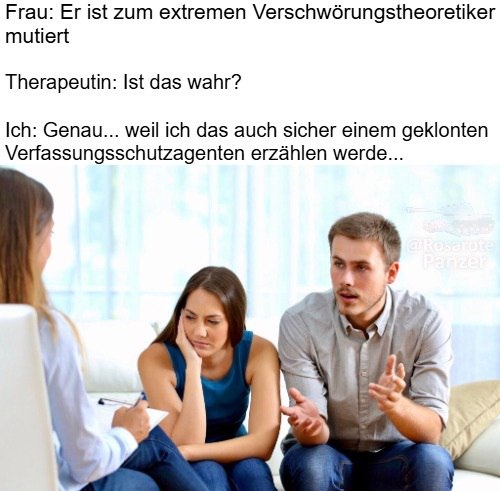 Frau: Er ist zum extremen Verschwörungstheoretiker
mutiert
Therapeutin: Ist das wahr?
Ich: Genau... weil ich das auch sicher einem geklonten
Verfassungsschutzagenten erzählen werde...
@Rosarote
Panzer